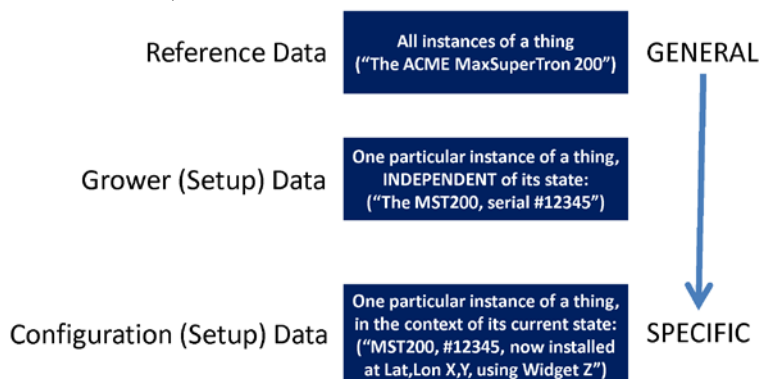 Reference Data
All instances of a thing
(“The ACME MaxSuperTron 200”)
GENERAL
Grower (Setup) Data
One particular instance of a thing,
INDEPENDENT of its state:
(“The MST200, serial #12345”)
Configuration (Setup) Data
One particular instance of a thing,
in the context of its current state:
(“MST200, #12345, now installed
at Lat,Lon X,Y, using Widget Z”)
SPECIFIC